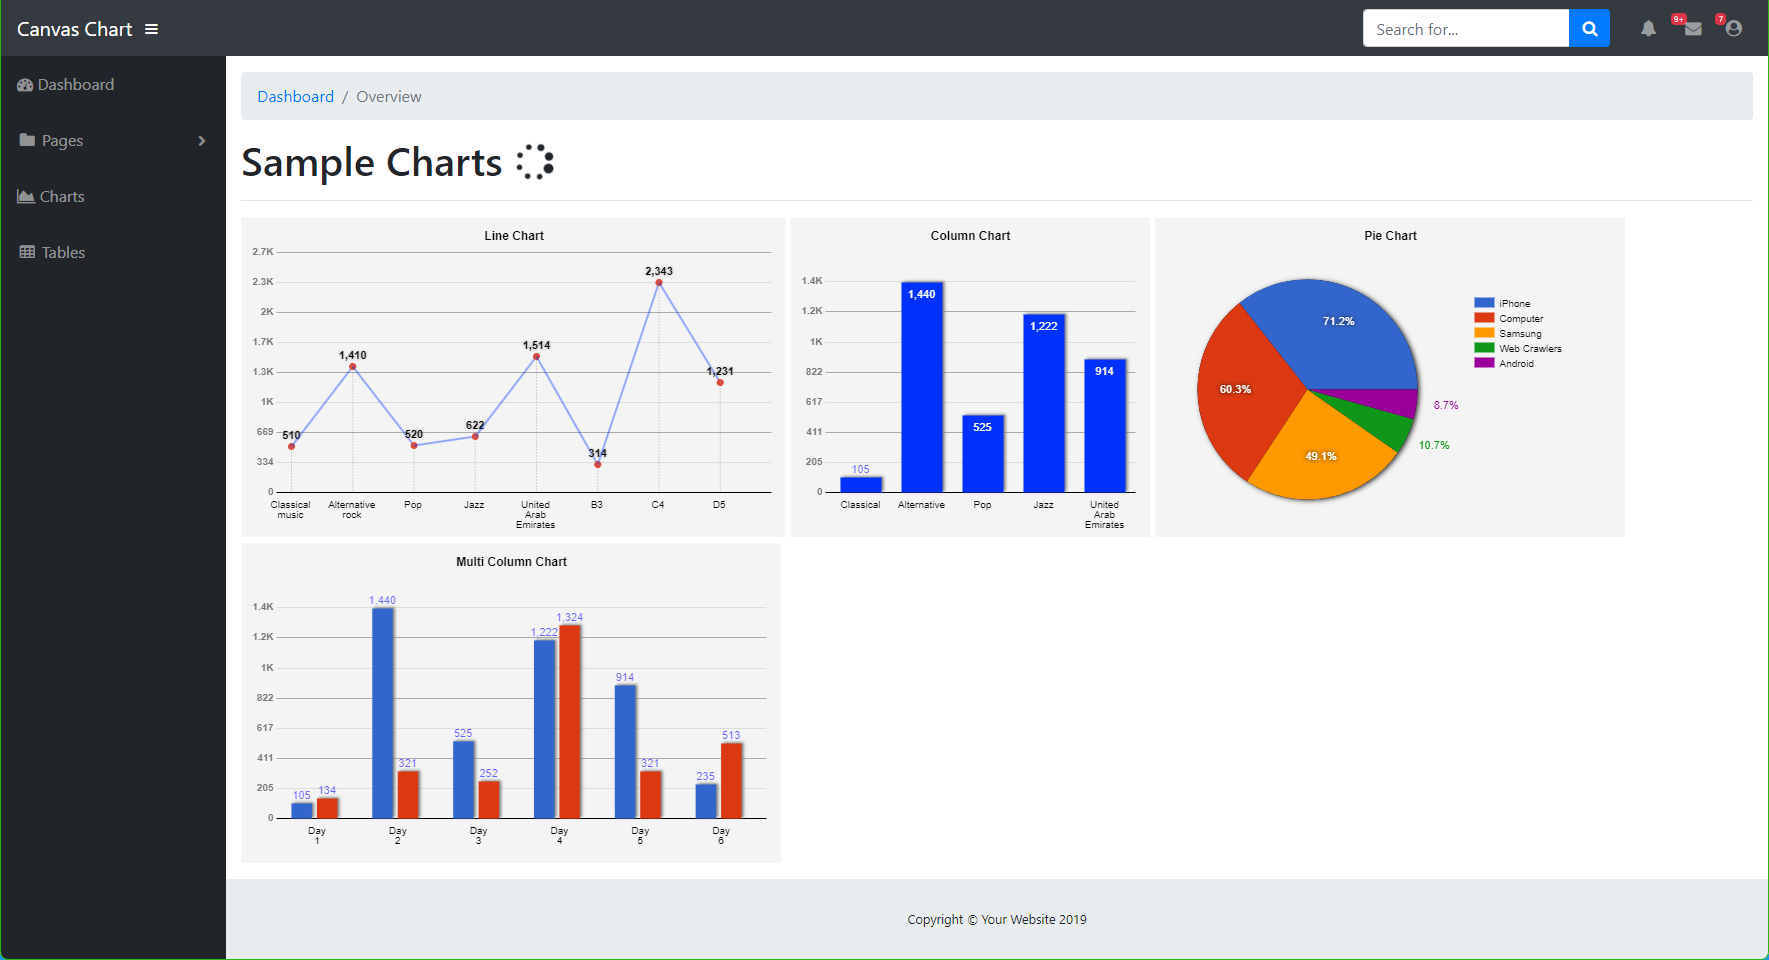 Canvas Chart
Search for...
9+
7
Dashboard
Pages
Charts
Tables
Dashboard / Overview
Sample Charts
Line Chart
2.7K
2.3K
2K
1.7K
1.3K
1K
669
334
0
510
1,410
520
622
1,514
314
2,343
1,231
Classical music
Alternative rock
Pop
Jazz
United Arab Emirates
B3
C4
D5
Column Chart
1.4K
1.2K
1K
822
617
411
205
0
105
1,440
525
1,222
914
Classical
Alternative
Pop
Jazz
United Arab Emirates
Pie Chart
71.2%
60.3%
49.1%
10.7%
8.7%
iPhone
Computer
Samsung
Web Crawlers
Android
Multi Column Chart
1.4K
1.2K
1K
822
617
411
205
0
105
134
1,440
321
525
252
1,222
1,324
914
321
235
513
Day 1
Day 2
Day 3
Day 4
Day 5
Day 6
Copyright © Your Website 2019